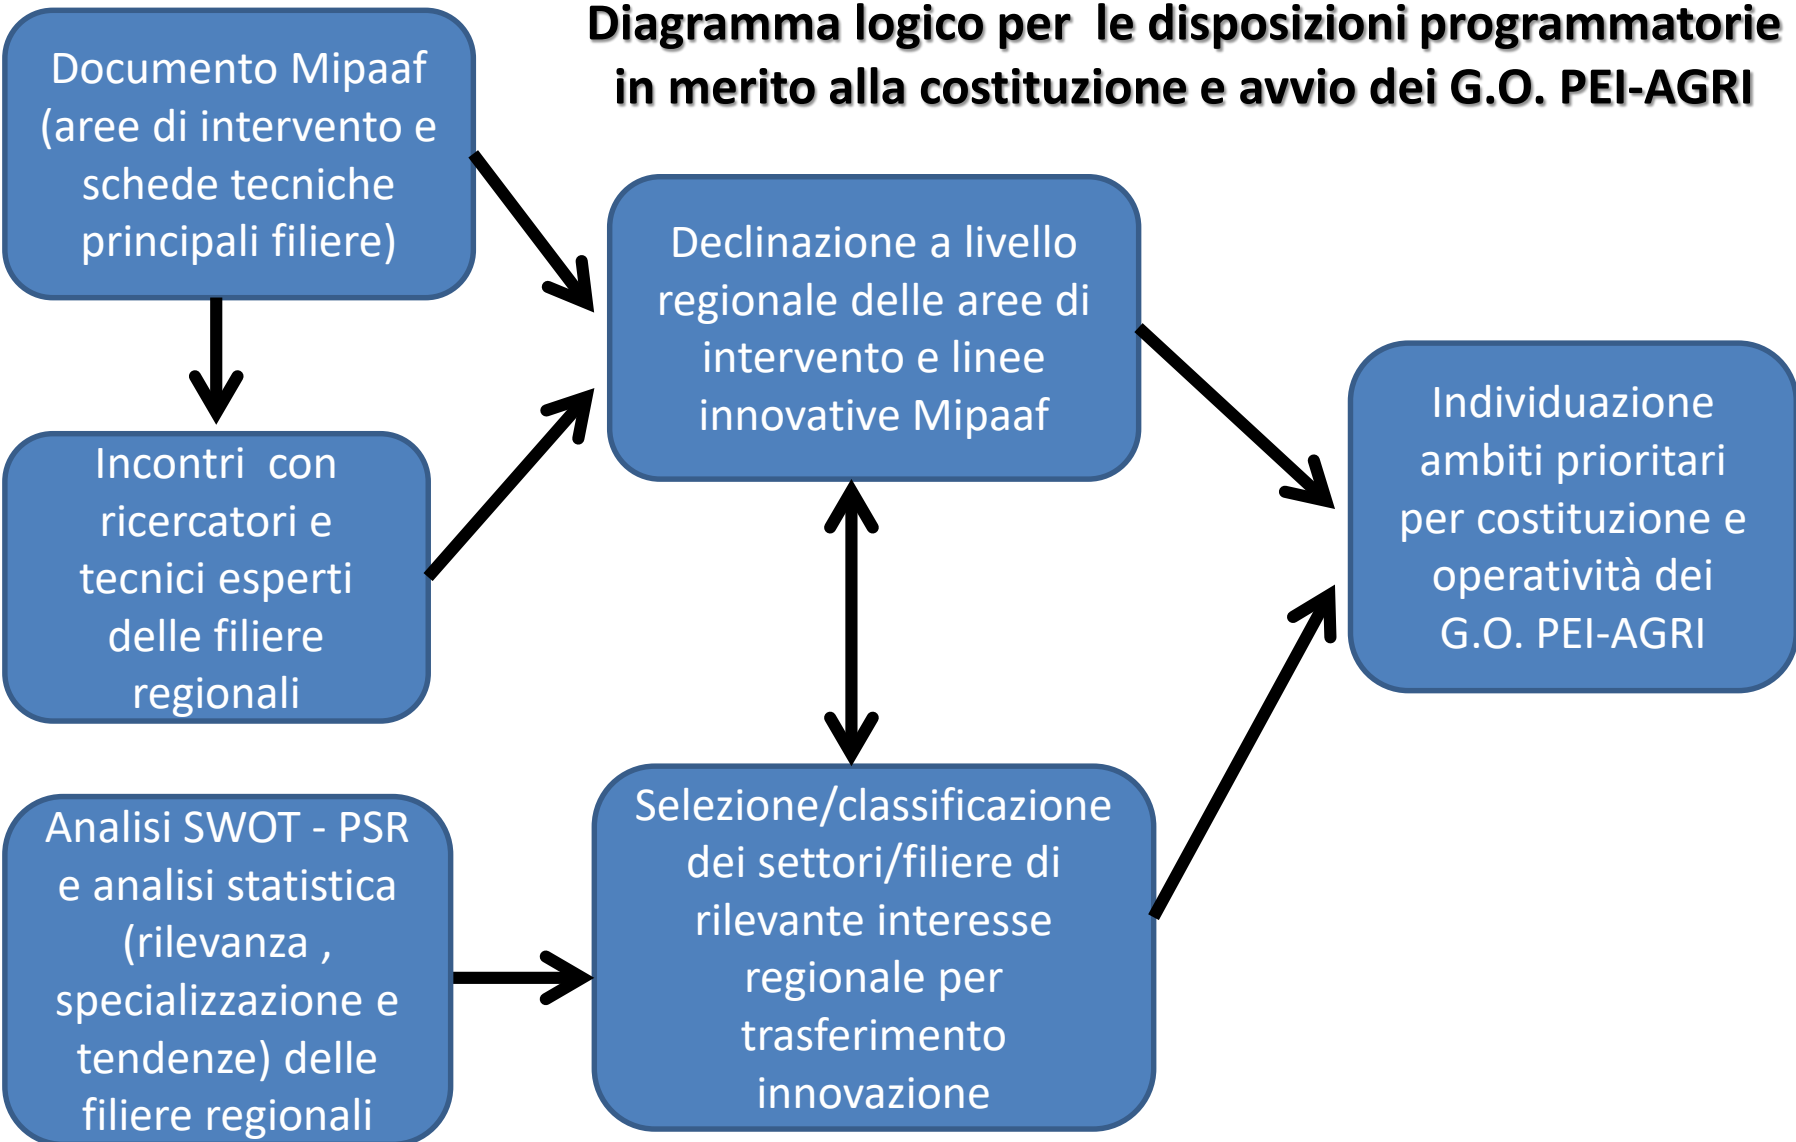 Diagramma logico per le disposizioni programmatorie
in merito alla costituzione e avvio dei G.O. PEI-AGRI
Documento Mipaaf
(aree di intervento e
schede tecniche
principali filiere)
Incontri con
ricercatori e
tecnici esperti
delle filiere
regionali
Analisi SWOT - PSR
e analisi statistica
(rilevanza ,
specializzazione e
tendenze) delle
filiere regionali
Declinazione a livello
regionale delle aree di
intervento e linee
innovative Mipaaf
Selezione/classificazione
dei settori/filiere di
rilevante interesse
regionale per
trasferimento
innovazione
Individuazione
ambiti prioritari
per costituzione e
operatività dei
G.O. PEI-AGRI